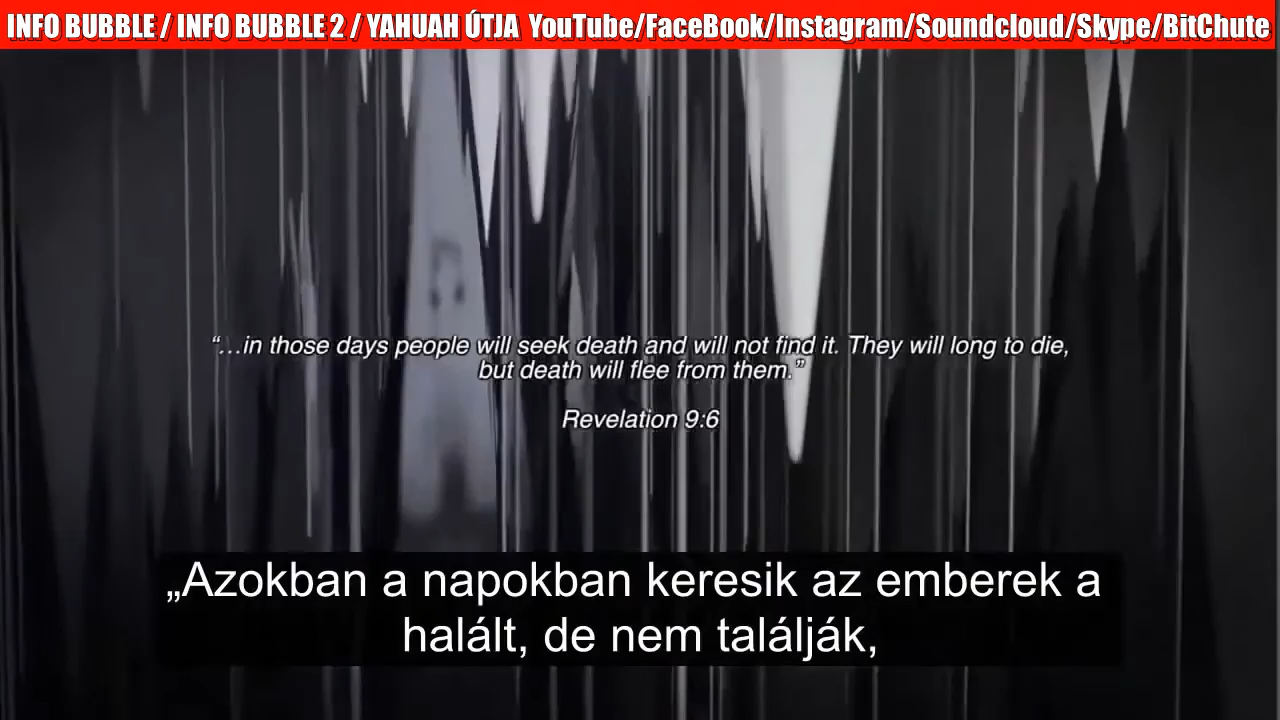 INFO BUBBLE / INFO BUBBLE 2 / YAHUAH ÚTJA YouTube/FaceBook/Instagram/Soundcloud/Skype/BitChute
“…in those days people will seek death and will not find it. They will long to die,
but death will flee from them.”
Revelation 9:6
„Azokban a napokban keresik az emberek a
halált, de nem találják,